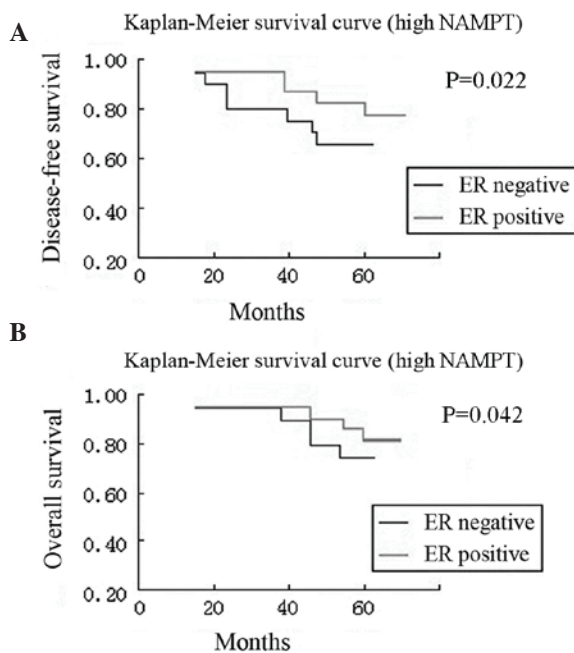 A
Kaplan-Meier survival curve (high NAMPT)
1.00
0.80
0.60
0.40
0.20
Disease-free survival
P=0.022
ER negative
ER positive
0 20 40 60
Months
B
Kaplan-Meier survival curve (high NAMPT)
1.00
0.80
0.60
0.40
0.20
Overall survival
P=0.042
ER negative
ER positive
0 20 40 60
Months